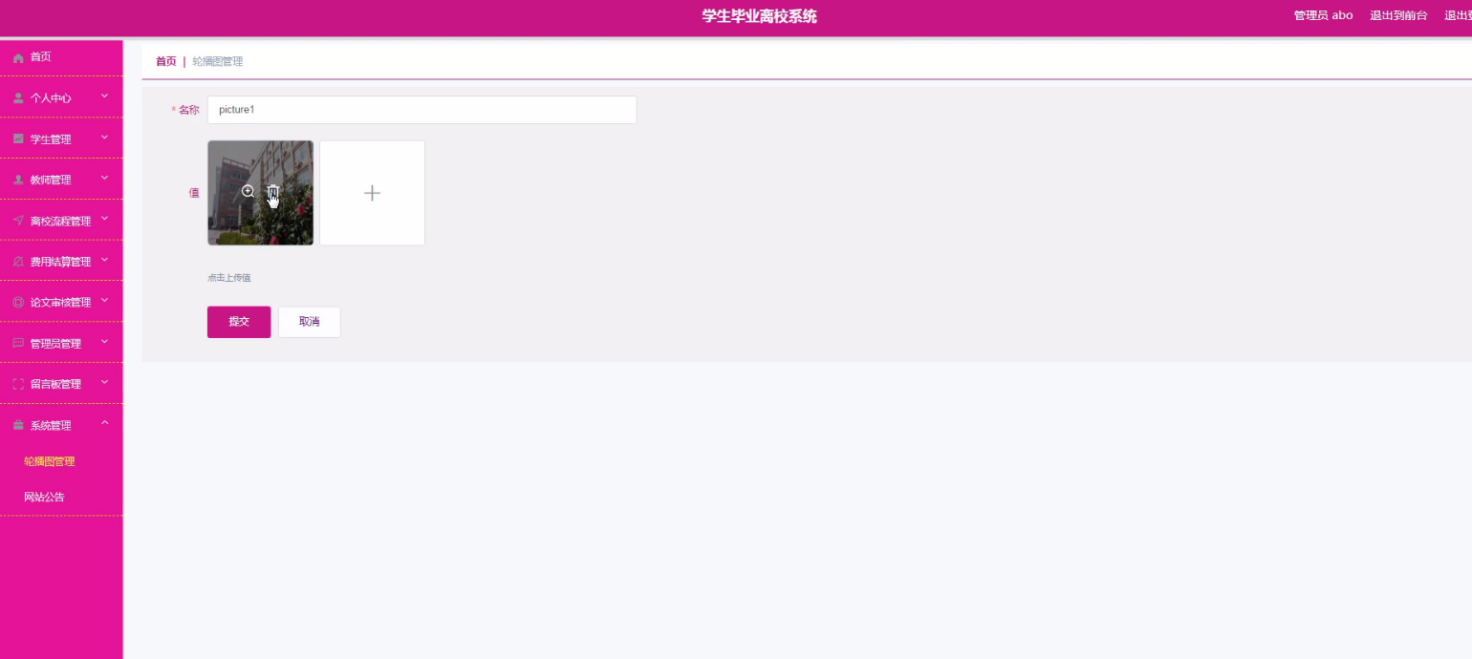 学生毕业离校系统
管理员 abo 退出到前台 退出
首页
个人中心
学生管理
教师管理
离校流程管理
费用结算管理
论文审核管理
管理员管理
留言板管理
系统管理
轮播图管理
网站公告
首页 | 轮播图管理
* 名称 picture1
值
点击上传值
提交 取消